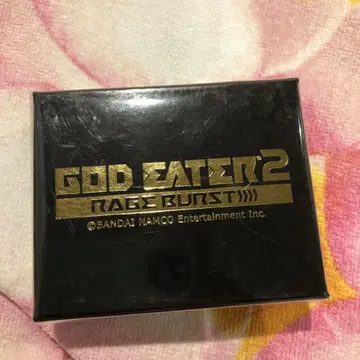 GOD EATER 2
RAGE BURST))))
©BANDAI NAMCO Entertainment Inc.